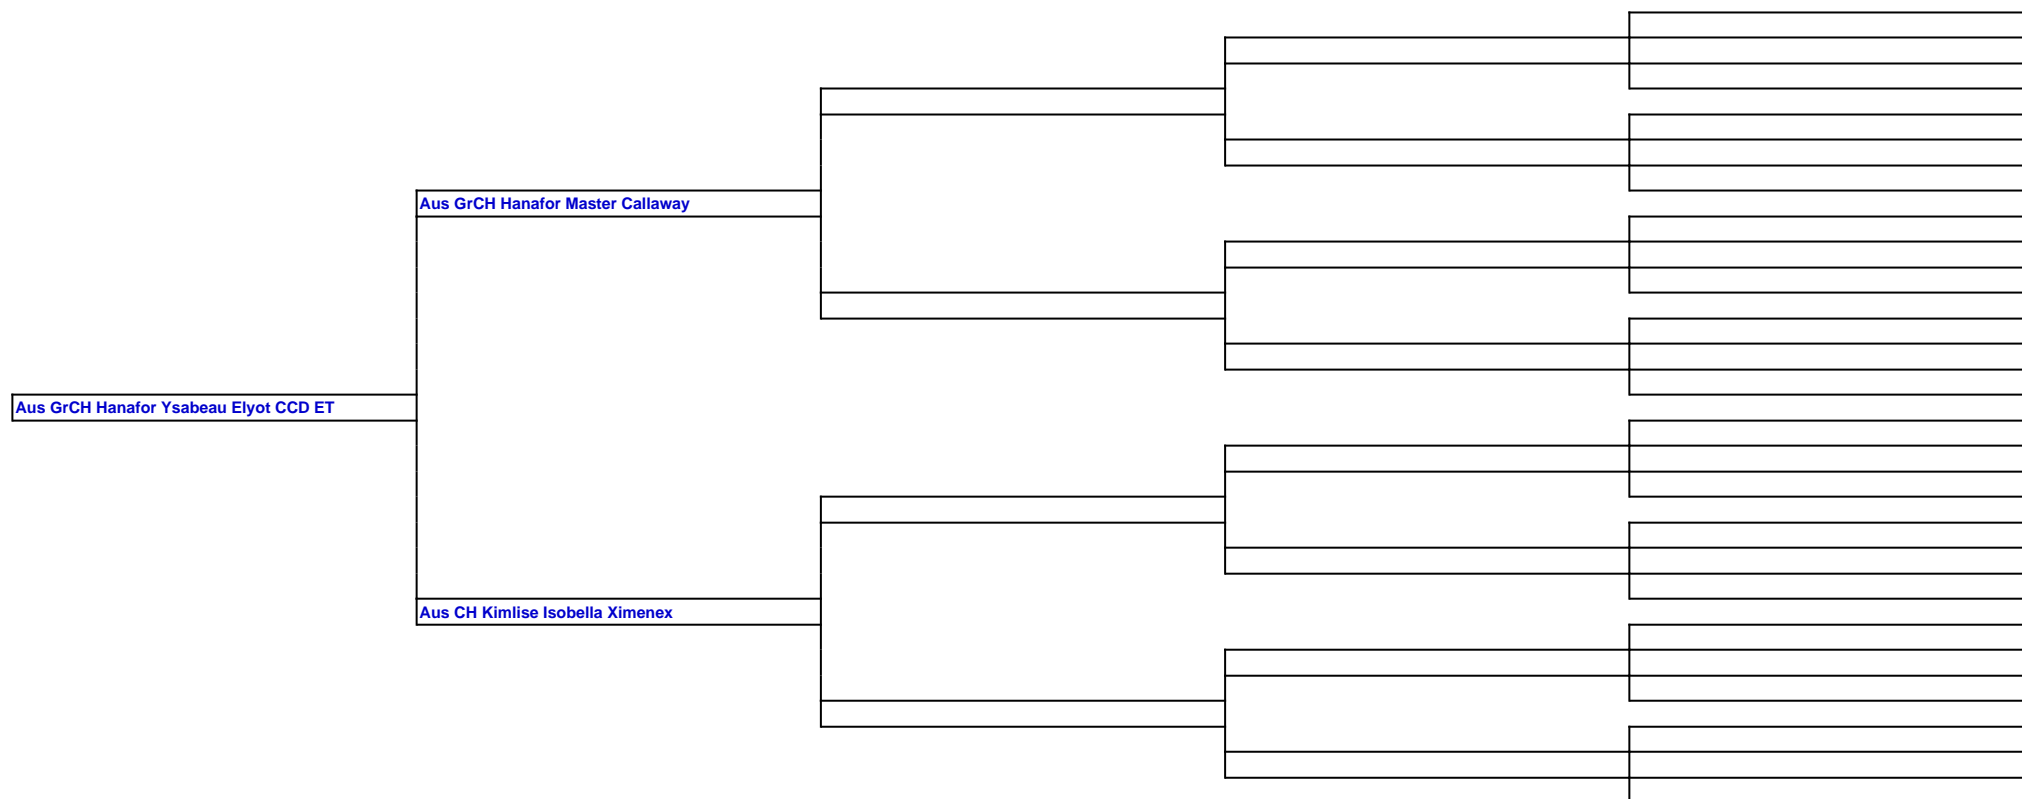 Aus GrCH Hanafor Master Callaway
Aus GrCH Hanafor Ysabeau Elyot CCD ET
Aus CH Kimlise Isobella Ximenex